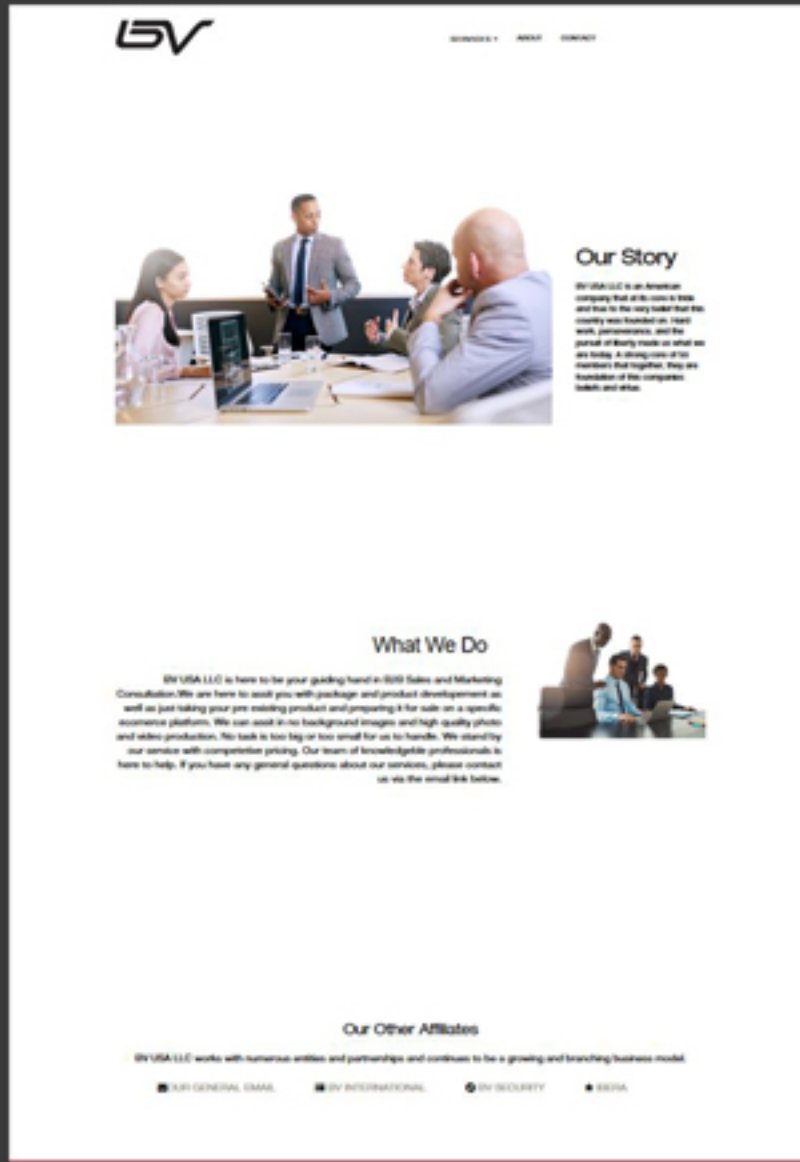 BV
SERVICES ABOUT CONTACT
Our Story
BV USA LLC is an American
company that at its core is tride
and true to the very belief that this
country was founded on. Hard
work, perseverance, and the
pursuit of liberty made us what we
are today. A strong core of
members that together, they are
foundation of this companies
beliefs and virtue.
What We Do
BV USA LLC is here to be your guiding hand in B2B Sales and Marketing
Consultation.We are here to assit you with package and product developement as
well as just taking your pre existing product and preparing it for sale on a specific
ecomerce platform. We can assit in no background images and high quality photo
and video production. No task is too big or too small for us to handle. We stand by
our service with competetive pricing. Our team of knowledgeble professionals is
here to help. If you have any general questions about our services, please contact
us via the email link below.
Our Other Affiliates
BV USA LLC works with numerous entities and partnerships and continues to be a growing and branching business model.
OUR GENERAL EMAIL BV INTERNATIONAL BV SECURITY